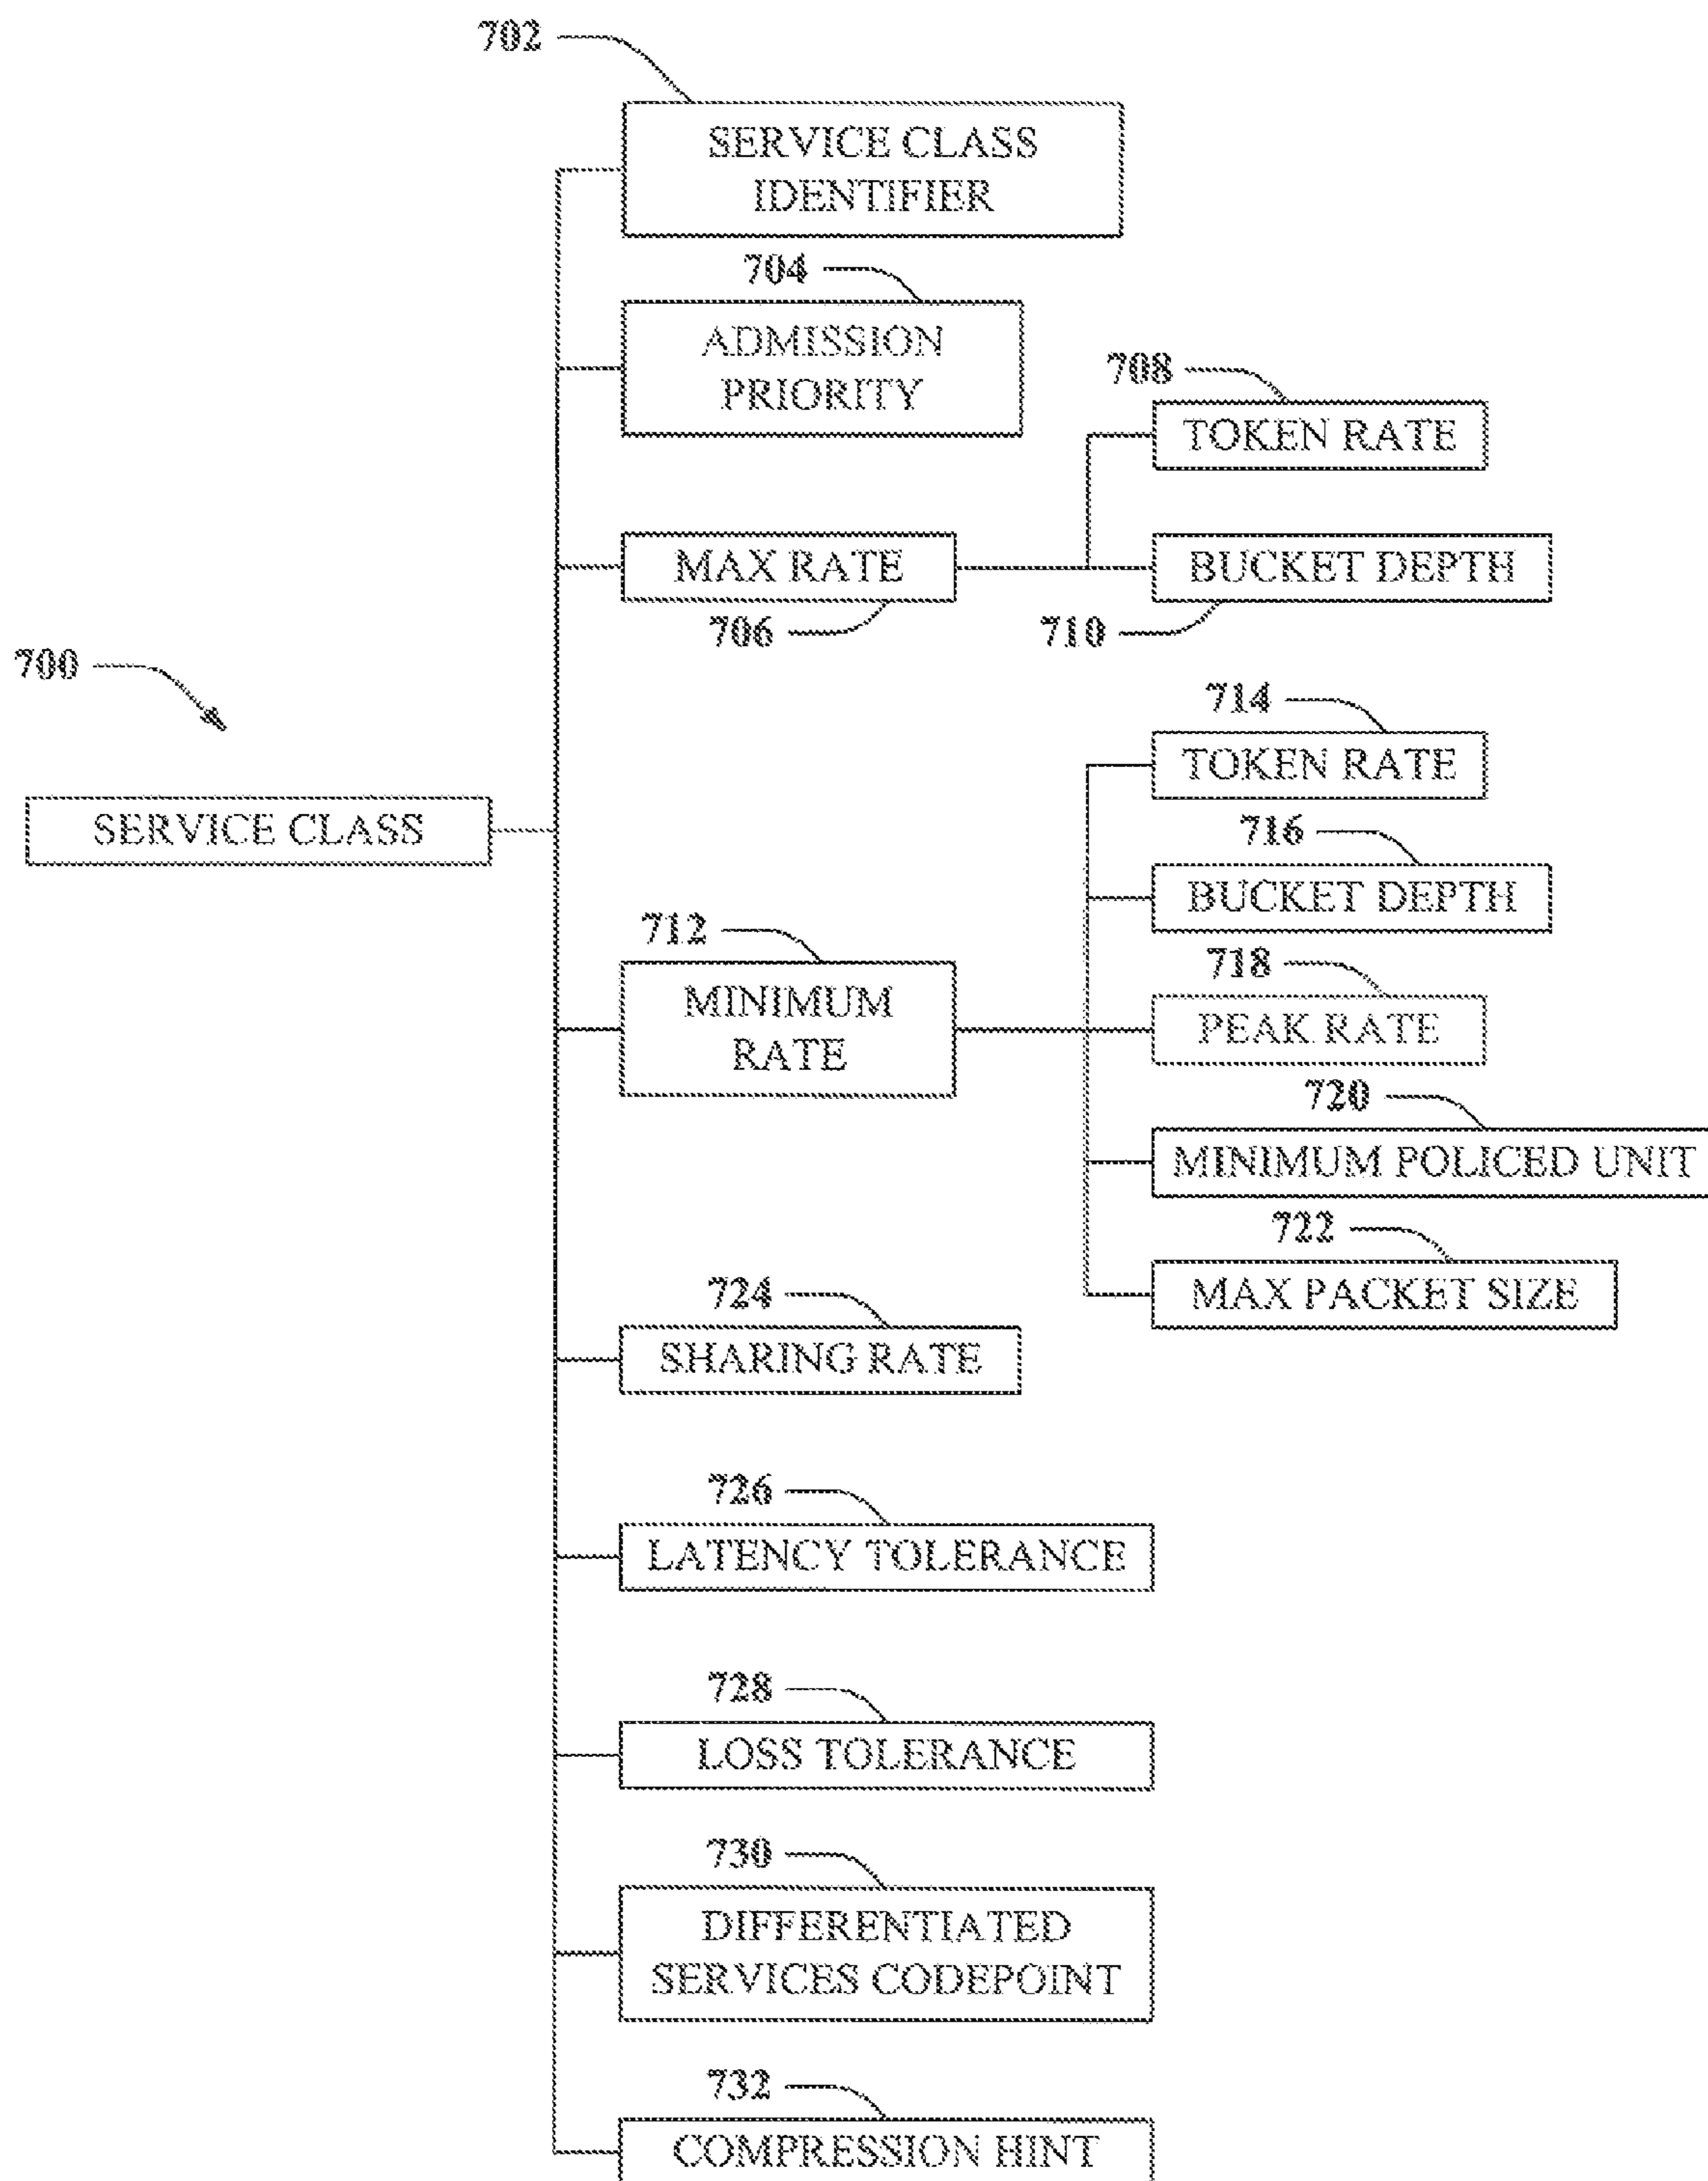 702
SERVICE CLASS
IDENTIFIER
704
ADMISSION
PRIORITY
708
TOKEN RATE
MAX RATE
706
BUCKET DEPTH
710
700
SERVICE CLASS
714
TOKEN RATE
716
BUCKET DEPTH
712
MINIMUM
RATE
718
PEAK RATE
720
MINIMUM POLICED UNIT
722
MAX PACKET SIZE
724
SHARING RATE
726
LATENCY TOLERANCE
728
LOSS TOLERANCE
730
DIFFERENTIATED
SERVICES CODEPOINT
732
COMPRESSION HINT